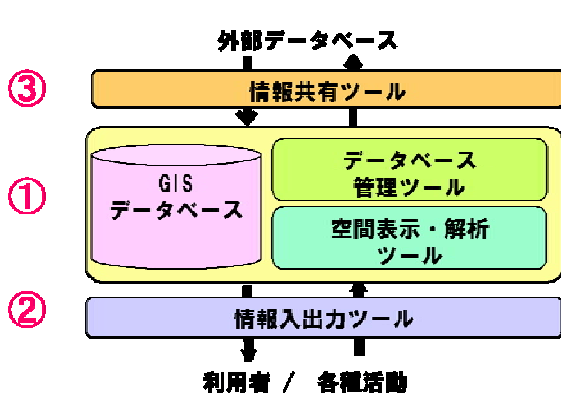 外部データベース
③
情報共有ツール
①
GIS
データベース
データベース
管理ツール
空間表示・解析
ツール
②
情報入出力ツール
利用者 / 各種活動